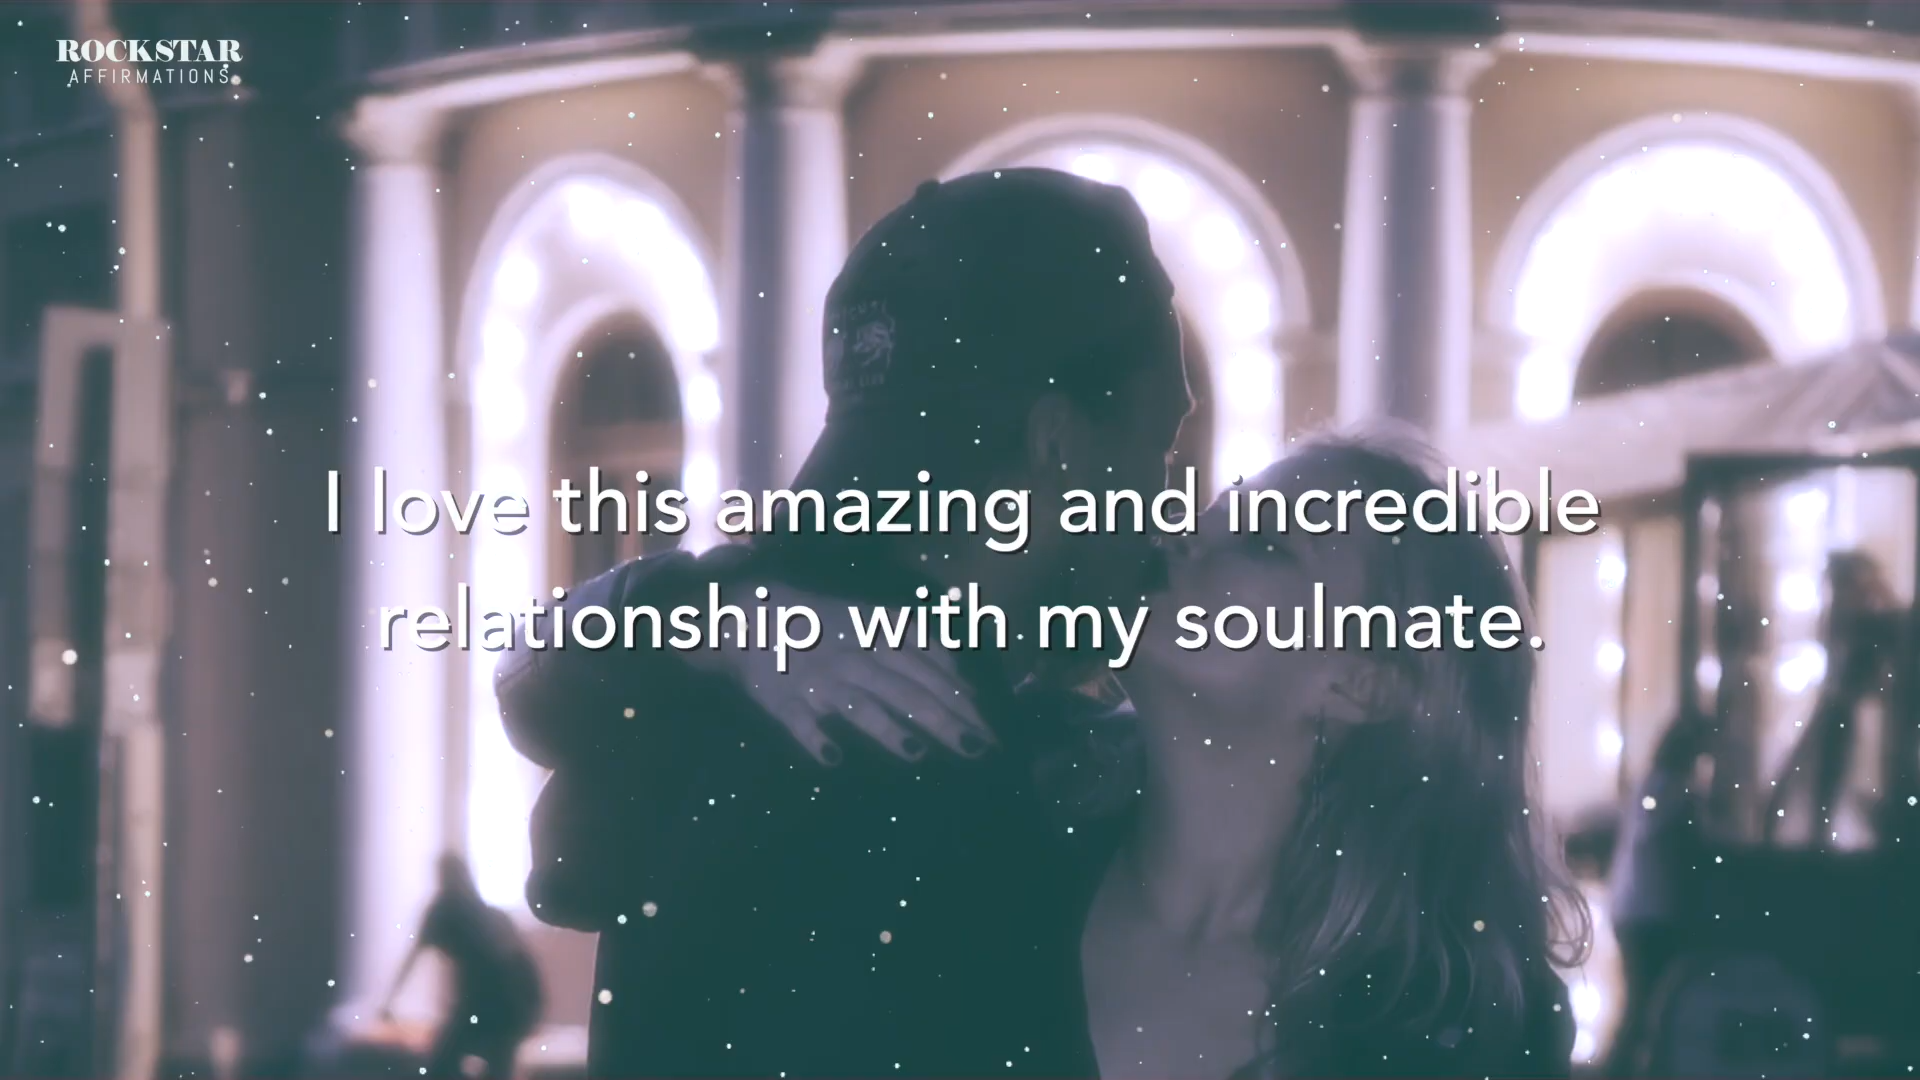 ROCKSTAR
AFFIRMATIONS
I love this amazing and incredible
relationship with my soulmate.